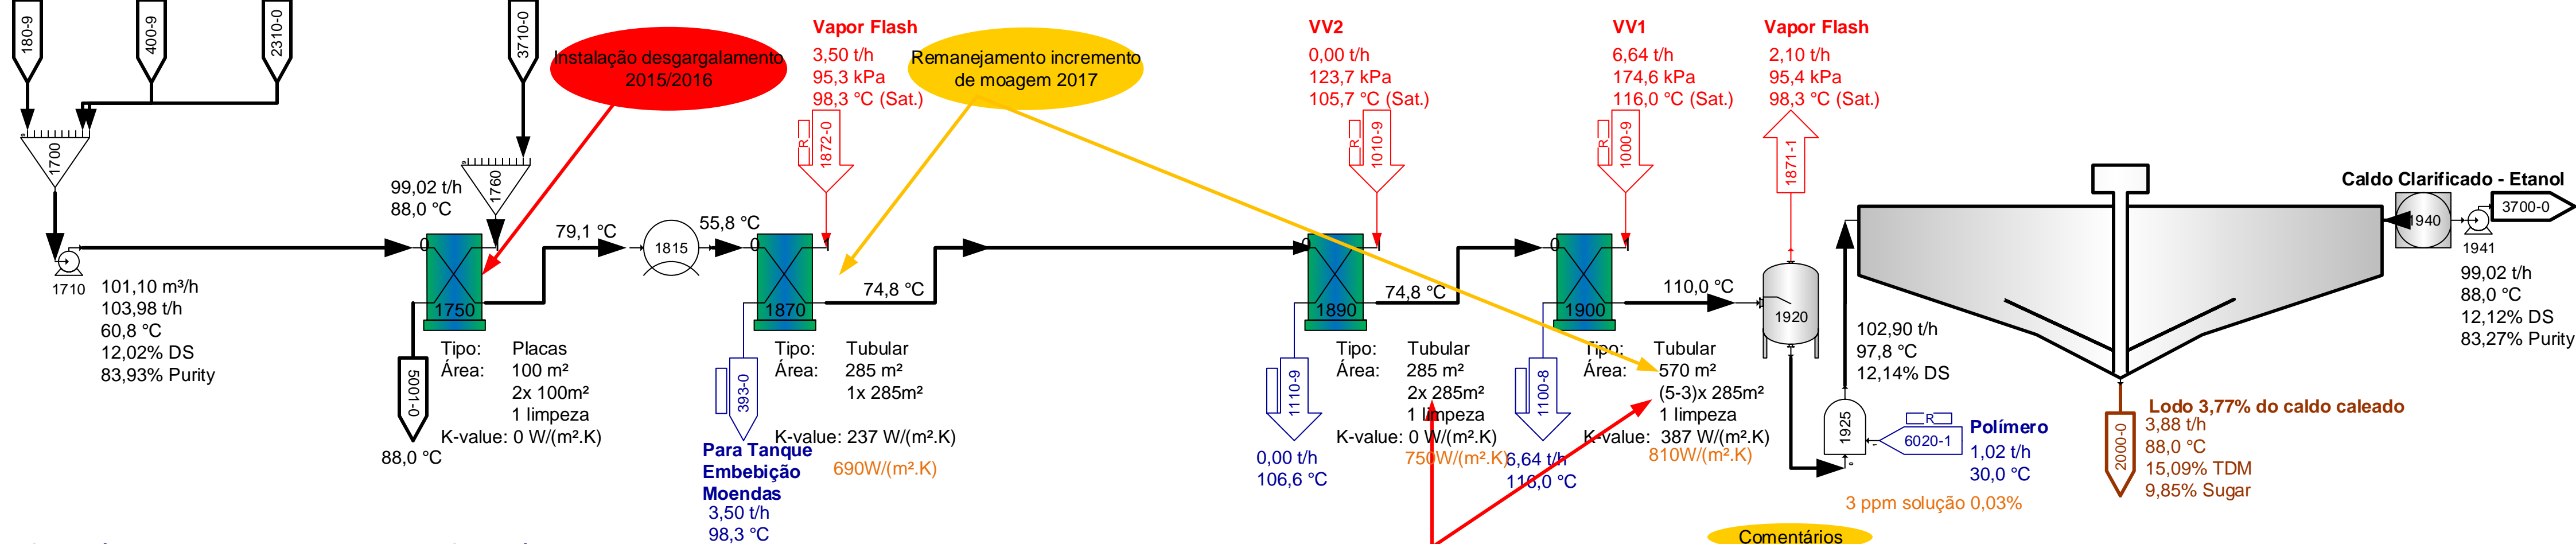 180-9
400-9
2310-0
3710-0
Instalação desgargalamento
2015/2016
Vapor Flash
3,50 t/h
95,3 kPa
98,3 °C (Sat.)
Remanejamento incremento
de moagem 2017
VV2
0,00 t/h
123,7 kPa
105,7 °C (Sat.)
VV1
6,64 t/h
174,6 kPa
116,0 °C (Sat.)
Vapor Flash
2,10 t/h
95,4 kPa
98,3 °C (Sat.)
1700
1760
R
1872-0
R
1010-9
R
1000-9
1871-1
99,02 t/h
88,0 °C
Caldo Clarificado - Etanol
3700-0
1940
1941
79,1 °C
1815
55,8 °C
0
0
0
1710
101,10 m³/h
103,98 t/h
60,8 °C
12,02% DS
83,93% Purity
1750
1870
74,8 °C
1890
74,8 °C
1900
110,0 °C
1920
99,02 t/h
88,0 °C
12,12% DS
83,27% Purity
102,90 t/h
97,8 °C
12,14% DS
5001-0
88,0 °C
Tipo: Placas
Área: 100 m²
2x 100m²
1 limpeza
K-value: 0 W/(m².K)
393-0
Tipo: Tubular
Área: 285 m²
1x 285m²
K-value: 237 W/(m².K)
690W/(m².K)
Para Tanque
Embebição
Moendas
3,50 t/h
98,3 °C
1110-9
0,00 t/h
106,6 °C
Tipo: Tubular
Área: 285 m²
2x 285m²
1 limpeza
K-value: 0 W/(m².K)
750W/(m².K)
1100-8
6,64 t/h
116,0 °C
Tipo: Tubular
Área: 570 m²
(5-3)x 285m²
1 limpeza
K-value: 387 W/(m².K)
810W/(m².K)
1925
R
6020-1
Polímero
1,02 t/h
30,0 °C
3 ppm solução 0,03%
2000-0
Lodo 3,77% do caldo caleado
3,88 t/h
88,0 °C
15,09% TDM
9,85% Sugar
Comentários